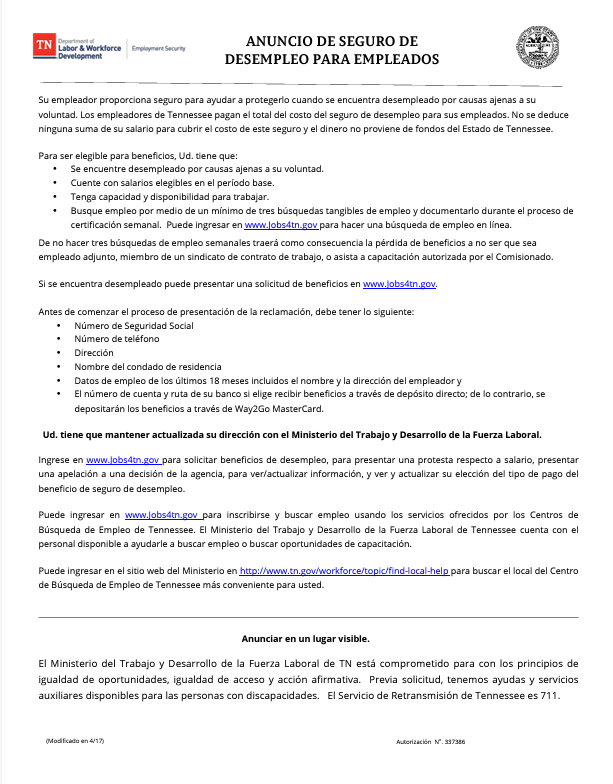 TN
Department of
Labor & Workforce
Development
Employment Security
ANUNCIO DE SEGURO DE
DESEMPLEO PARA EMPLEADOS
Su empleador proporciona seguro para ayudar a protegerlo cuando se encuentra desempleado por causas ajenas a su
voluntad. Los empleadores de Tennessee pagan el total del costo del seguro de desempleo para sus empleados. No se deduce
ninguna suma de su salario para cubrir el costo de este seguro y el dinero no proviene de fondos del Estado de Tennessee.
Para ser elegible para beneficios, Ud. tiene que:
• Se encuentre desempleado por causas ajenas a su voluntad.
• Cuente con salarios elegibles en el período base.
• Tenga capacidad y disponibilidad para trabajar.
• Busque empleo por medio de un mínimo de tres búsquedas tangibles de empleo y documentarlo durante el proceso de
certificación semanal. Puede ingresar en www.Jobs4tn.gov para hacer una búsqueda de empleo en línea.
De no hacer tres búsquedas de empleo semanales traerá como consecuencia la pérdida de beneficios a no ser que sea
empleado adjunto, miembro de un sindicato de contrato de trabajo, o asista a capacitación autorizada por el Comisionado.
Si se encuentra desempleado puede presentar una solicitud de beneficios en www.Jobs4tn.gov.
Antes de comenzar el proceso de presentación de la reclamación, debe tener lo siguiente:
• Número de Seguridad Social
• Número de teléfono
• Dirección
• Nombre del condado de residencia
• Datos de empleo de los últimos 18 meses incluidos el nombre y la dirección del empleador y
• El número de cuenta y ruta de su banco si elige recibir beneficios a través de depósito directo; de lo contrario, se
depositarán los beneficios a través de Way2Go MasterCard.
Ud. tiene que mantener actualizada su dirección con el Ministerio del Trabajo y Desarrollo de la Fuerza Laboral.
Ingrese en www.Jobs4tn.gov para solicitar beneficios de desempleo, para presentar una protesta respecto a salario, presentar
una apelación a una decisión de la agencia, para ver/actualizar información, y ver y actualizar su elección del tipo de pago del
beneficio de seguro de desempleo.
Puede ingresar en www.Jobs4tn.gov para inscribirse y buscar empleo usando los servicios ofrecidos por los Centros de
Búsqueda de Empleo de Tennessee. El Ministerio del Trabajo y Desarrollo de la Fuerza Laboral de Tennessee cuenta con el
personal disponible a ayudarle a buscar empleo o buscar oportunidades de capacitación.
Puede ingresar en el sitio web del Ministerio en http://www.tn.gov/workforce/topic/find-local-help para buscar el local del Centro
de Búsqueda de Empleo de Tennessee más conveniente para usted.
Anunciar en un lugar visible.
El Ministerio del Trabajo y Desarrollo de la Fuerza Laboral de TN está comprometido para con los principios de
igualdad de oportunidades, igualdad de acceso y acción afirmativa. Previa solicitud, tenemos ayudas y servicios
auxiliares disponibles para las personas con discapacidades. El Servicio de Retransmisión de Tennessee es 711.
(Modificado en 4/17)
Autorización N°. 337386